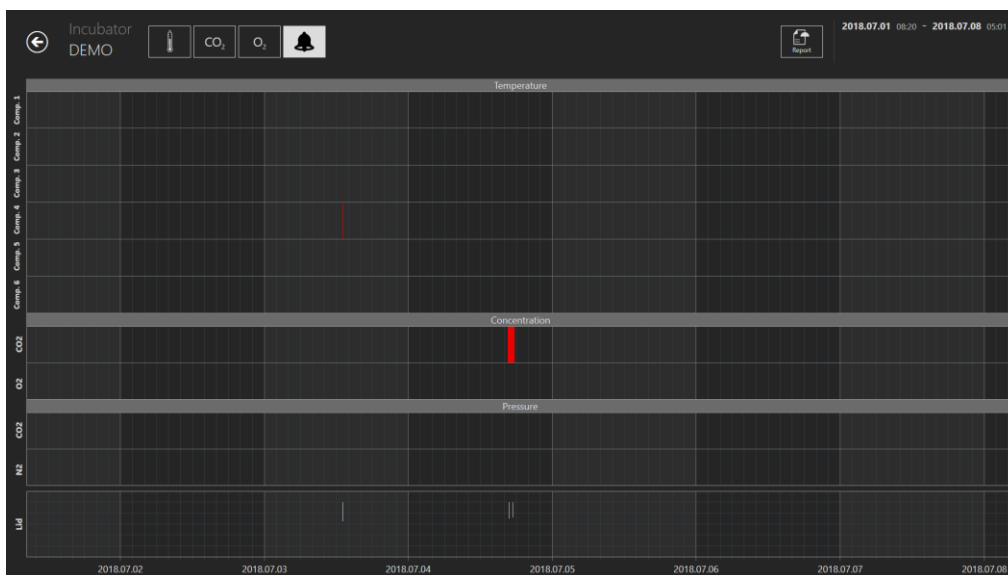 Incubator
DEMO
CO₂
O₂
Report
2018.07.01 08:20 ~ 2018.07.08 05:01
Temperature
Comp. 1
Comp. 2
Comp. 3
Comp. 4
Comp. 5
Comp. 6
Concentration
CO2
O2
Pressure
CO2
N2
Lid
2018.07.02 2018.07.03 2018.07.04 2018.07.05 2018.07.06 2018.07.07 2018.07.08